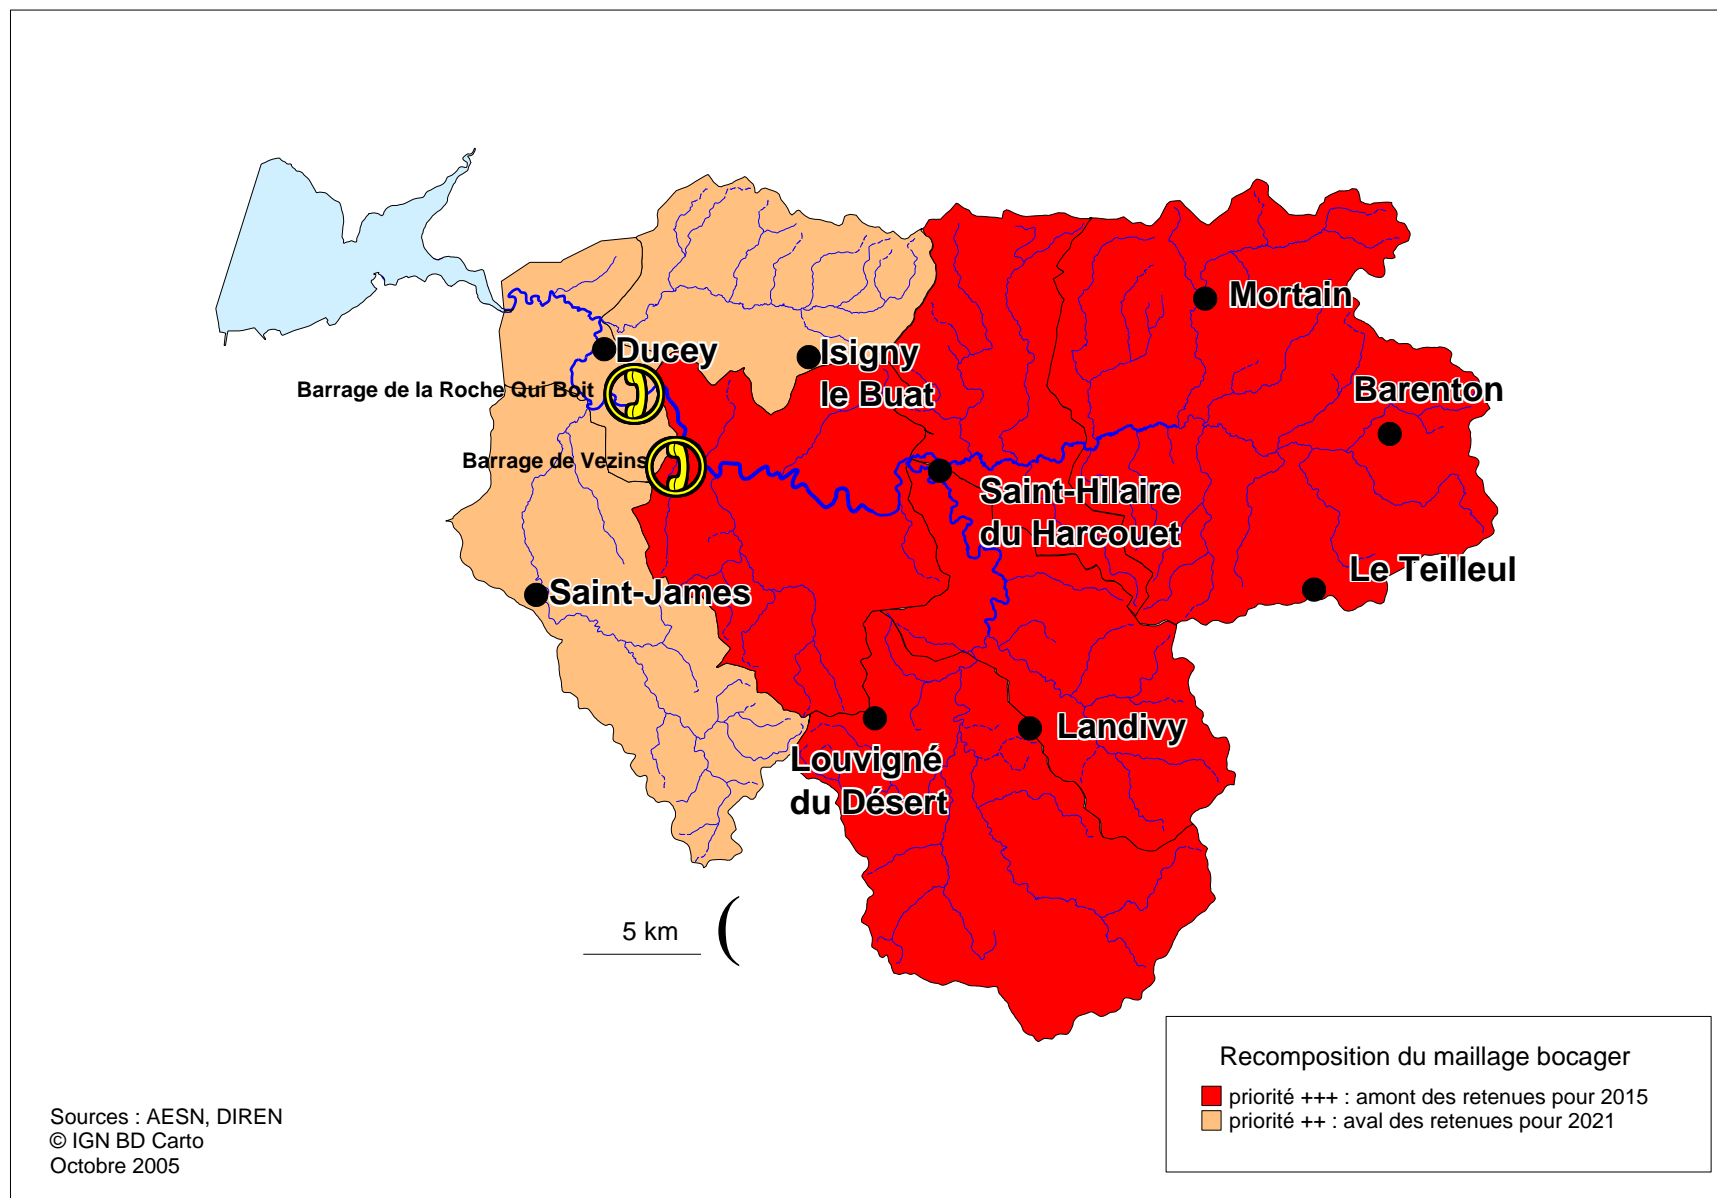 Mortain
Ducey
Isigny
le Buat
Barrage de la Roche Qui Boit
Barenton
Barrage de Vezins
Saint-Hilaire
du Harcouet
Le Teilleul
Saint-James
Landivy
Louvigné
du Désert
5 km
Recomposition du maillage bocager
priorité +++ : amont des retenues pour 2015
priorité ++ : aval des retenues pour 2021
Sources : AESN, DIREN
© IGN BD Carto
Octobre 2005